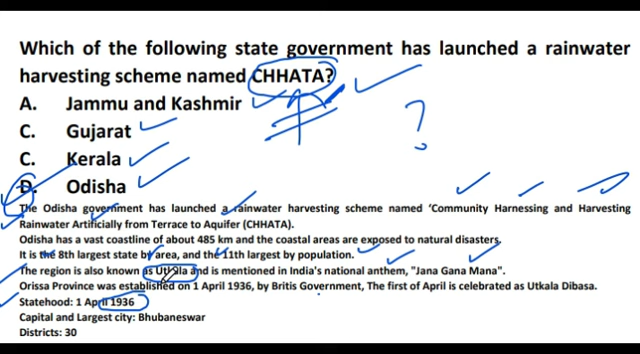 Which of the following state government has launched a rainwater
harvesting scheme named CHHATA?
A. Jammu and Kashmir
C. Gujarat
C. Kerala
D. Odisha
?
The Odisha government has launched a rainwater harvesting scheme named ‘Community Harnessing and Harvesting
Rainwater Artificially from Terrace to Aquifer (CHHATA).
Odisha has a vast coastline of about 485 km and the coastal areas are exposed to natural disasters.
It is the 8th largest state by area, and the 11th largest by population.
The region is also known as Utkala and is mentioned in India's national anthem, "Jana Gana Mana".
Orissa Province was established on 1 April 1936, by Britis Government, The first of April is celebrated as Utkala Dibasa.
Statehood: 1 April 1936
Capital and Largest city: Bhubaneswar
Districts: 30